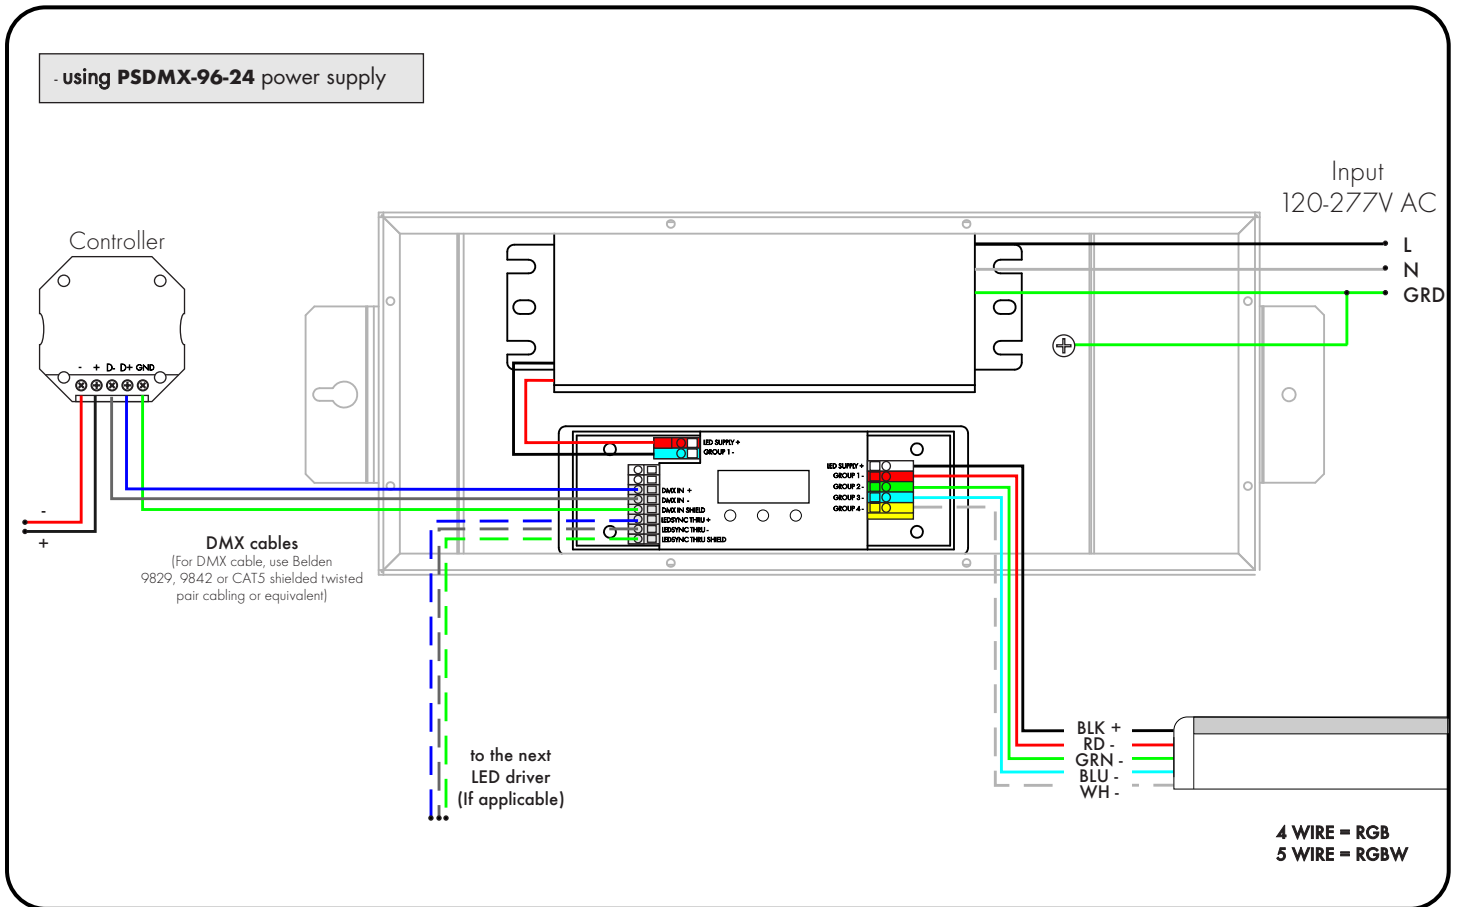 - using PSDMX-96-24 power supply
Input
120-277V AC
L
N
GRD
Controller
- + D- D+ GND
-
+
DMX cables
(For DMX cable, use Belden
9829, 9842 or CAT5 shielded twisted
pair cabling or equivalent)
LED SUPPLY +
GROUP 1 -
DMX IN +
DMX IN -
DMX IN SHIELD
LEDSYNC THRU +
LEDSYNC THRU -
LEDSYNC THRU SHIELD
LED SUPPLY +
GROUP 1 -
GROUP 2 -
GROUP 3 -
GROUP 4 -
to the next
LED driver
(If applicable)
BLK +
RD -
GRN -
BLU -
WH -
4 WIRE = RGB
5 WIRE = RGBW